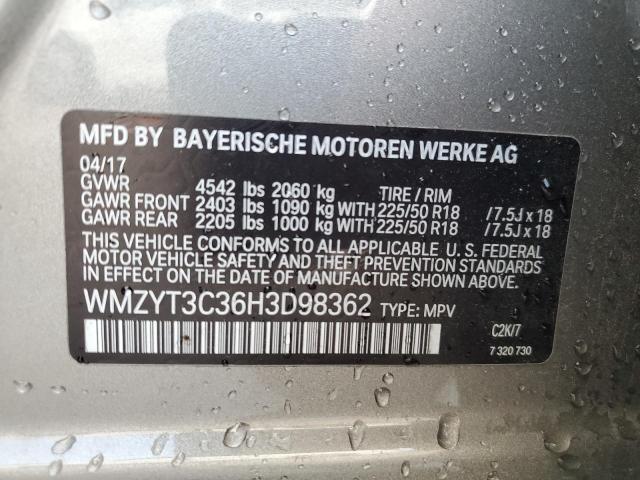 MFD BY BAYERISCHE MOTOREN WERKE AG
04/17
GVWR 4542 lbs 2060 kg TIRE / RIM
GAWR FRONT 2403 lbs 1090 kg WITH 225/50 R18 /7.5J x 18
GAWR REAR 2205 lbs 1000 kg WITH 225/50 R18 /7.5J x 18
THIS VEHICLE CONFORMS TO ALL APPLICABLE U. S. FEDERAL
MOTOR VEHICLE SAFETY AND THEFT PREVENTION STANDARDS
IN EFFECT ON THE DATE OF MANUFACTURE SHOWN ABOVE.
WMZYT3C36H3D98362 TYPE: MPV
C2K/7
7 320 730